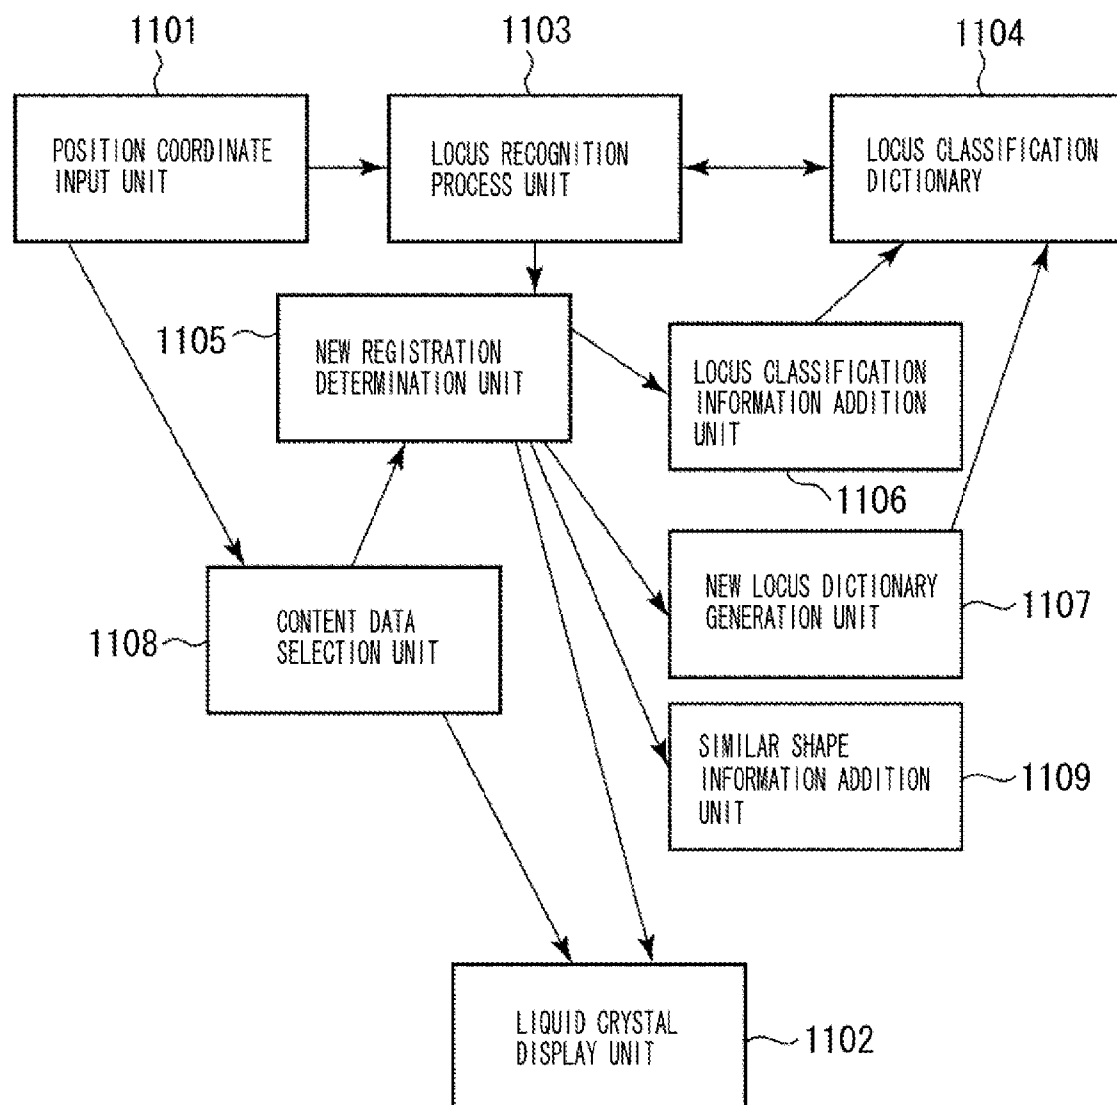 1101
1103
1104
POSITION COORDINATE
INPUT UNIT
LOCUS RECOGNITION
PROCESS UNIT
LOCUS CLASSIFICATION
DICTIONARY
1105
NEW REGISTRATION
DETERMINATION UNIT
LOCUS CLASSIFICATION
INFORMATION ADDITION
UNIT
1106
1108
CONTENT DATA
SELECTION UNIT
NEW LOCUS DICTIONARY
GENERATION UNIT
1107
SIMILAR SHAPE
INFORMATION ADDITION
UNIT
1109
LIQUID CRYSTAL
DISPLAY UNIT
1102